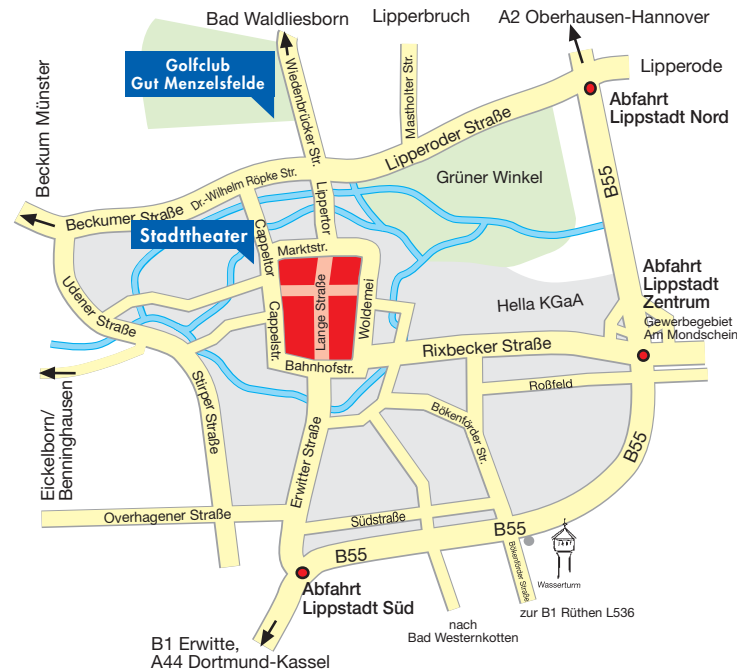 Bad Waldliesborn
Lipperbruch
A2 Oberhausen-Hannover
Golfclub
Gut Menzelsfelde
Wiedenbrücker Str.
Mastholter Str.
Lipperode
Abfahrt
Lippstadt Nord
Lipperoder Straße
Beckum Münster
Grüner Winkel
B55
Dr.-Wilhelm Röpke Str.
Lippertor
Beckumer Straße
Stadttheater
Cappeltor
Marktstr.
Abfahrt
Lippstadt
Zentrum
Gewerbegebiet
Am Mondschein
Udener Straße
Lange Straße
Woldemei
Hella KGaA
Cappelstr.
Rixbecker Straße
Bahnhofstr.
Stirper Straße
Roßfeld
Eickelborn/
Benninghausen
Erwitter Straße
Bökenförder
Str.
B55
Overhagener Straße
Südstraße
B55
B55
Bökenförder Straße
Wasserturm
Abfahrt
Lippstadt Süd
zur B1 Rüthen L536
nach
Bad Westernkotten
B1 Erwitte,
A44 Dortmund-Kassel